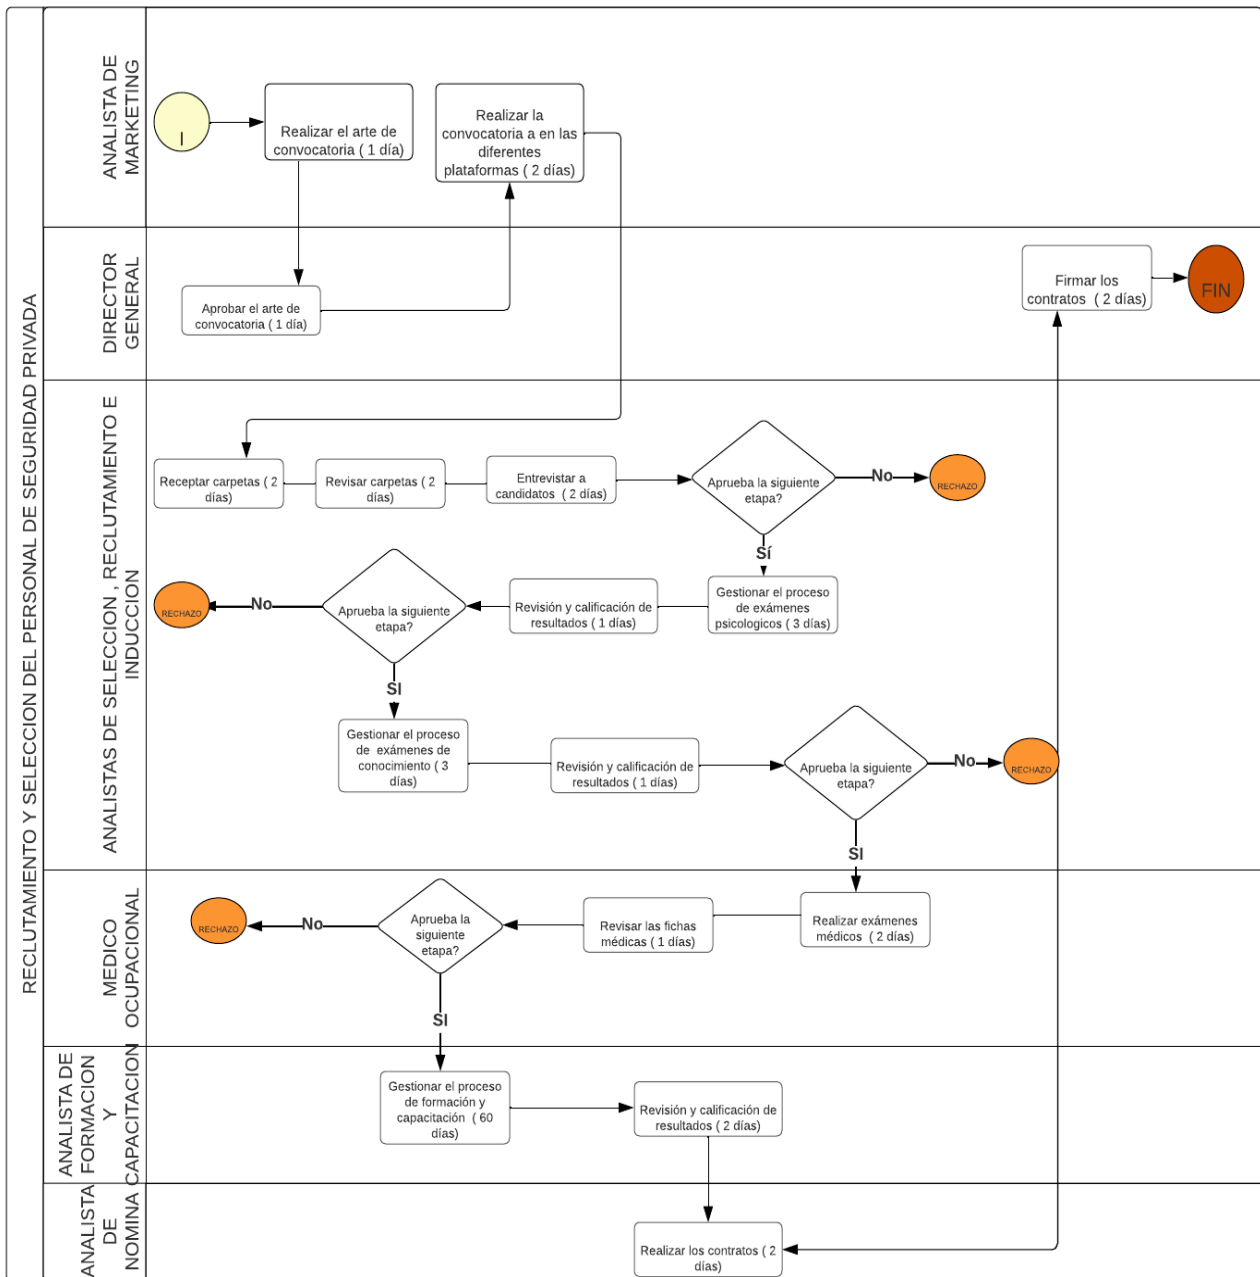 RECLUTAMIENTO Y SELECCION DEL PERSONAL DE SEGURIDAD PRIVADA
ANALISTA DE
MARKETING
I
Realizar el arte de
convocatoria ( 1 día)
Realizar la
convocatoria a en las
diferentes
plataformas ( 2 días)
DIRECTOR
GENERAL
Aprobar el arte de
convocatoria ( 1 día)
Firmar los
contratos ( 2 días)
FIN
ANALISTAS DE SELECCION , RECLUTAMIENTO E
INDUCCION
Receptar carpetas ( 2
días)
Revisar carpetas ( 2
días)
Entrevistar a
candidatos ( 2 días)
Aprueba la siguiente
etapa?
No
RECHAZO
Sí
Gestionar el proceso
de exámenes
psicologicos ( 3 días)
Revisión y calificación de
resultados ( 1 días)
Aprueba la siguiente
etapa?
No
RECHAZO
SI
Gestionar el proceso
de exámenes de
conocimiento ( 3
días)
Revisión y calificación de
resultados ( 1 días)
Aprueba la siguiente
etapa?
No
RECHAZO
SI
MEDICO
OCUPACIONAL
Realizar exámenes
médicos ( 2 días)
Revisar las fichas
médicas ( 1 días)
Aprueba la
siguiente
etapa?
No
RECHAZO
SI
ANALISTA DE
FORMACION
Y
CAPACITACION
Gestionar el proceso
de formación y
capacitación ( 60
días)
Revisión y calificación de
resultados ( 2 días)
ANALISTA
DE
NOMINA
Realizar los contratos ( 2
días)